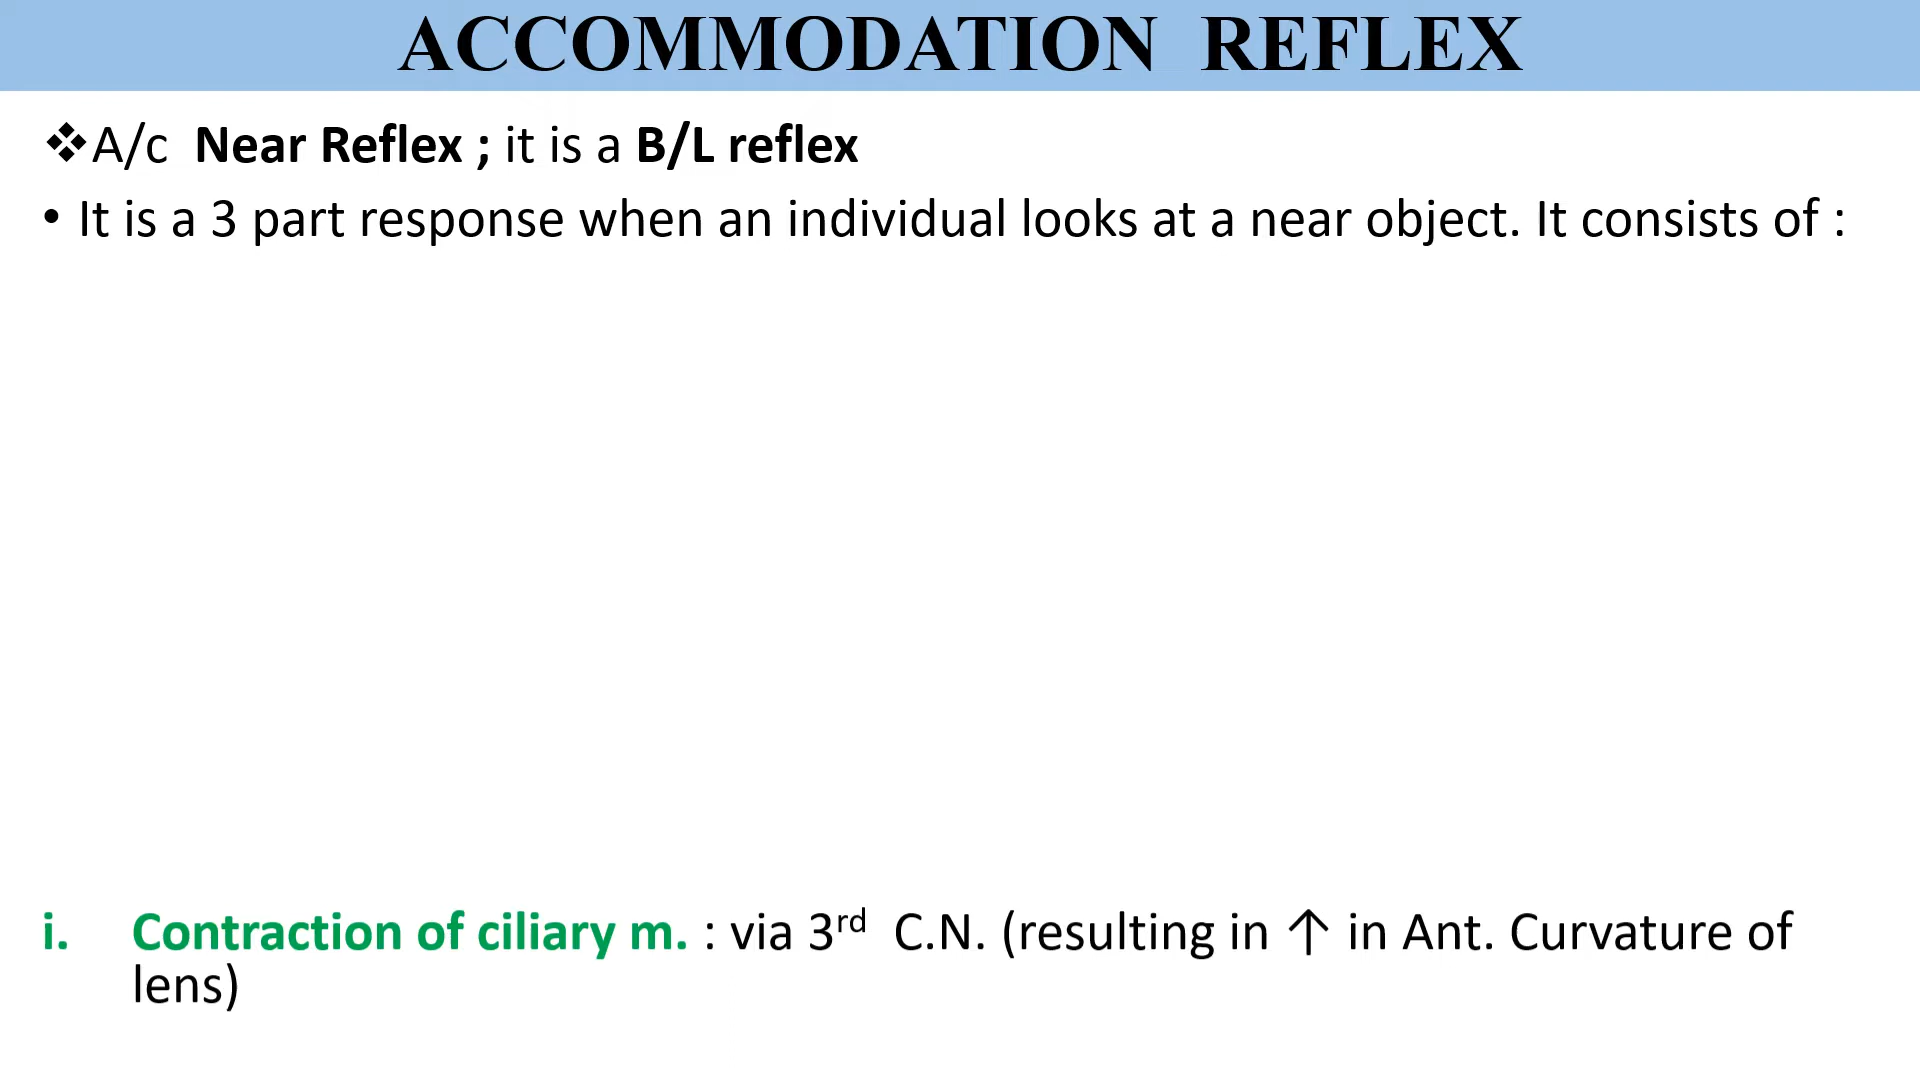 ACCOMMODATION REFLEX
❖A/c Near Reflex ; it is a B/L reflex
• It is a 3 part response when an individual looks at a near object. It consists of :
i. Contraction of ciliary m. : via 3rd C.N. (resulting in ↑ in Ant. Curvature of
lens)